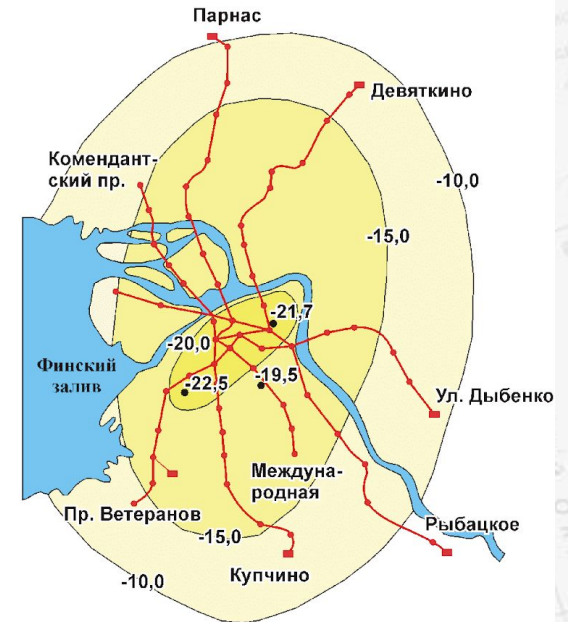 Парнас
Девяткино
Комендант-
ский пр.
-10,0
-15,0
-21,7
-20,0
Финский
залив
-22,5
-19,5
Ул. Дыбенко
Междуна-
родная
Пр. Ветеранов
-15,0
Рыбацкое
-10,0
Купчино